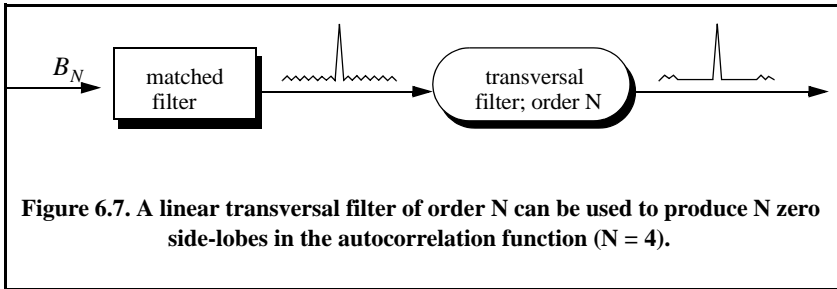 B_N
matched
filter
transversal
filter; order N
Figure 6.7. A linear transversal filter of order N can be used to produce N zero
side-lobes in the autocorrelation function (N = 4).